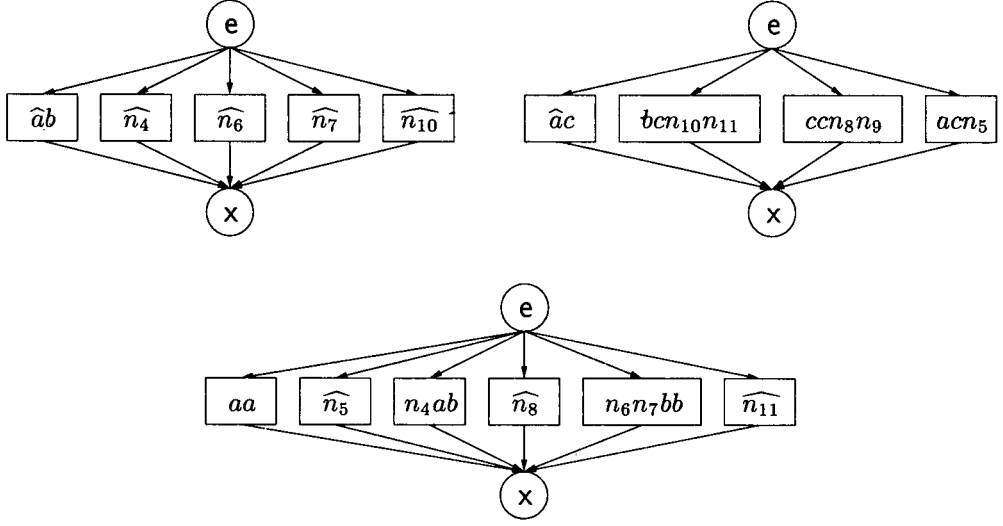 e e
âb n̂₄ n̂₆ n̂₇ n̂₁₀ âc bcn₁₀n₁₁ ccn₈n₉ acn₅
x x
e
aa n̂₅ n₄ab n̂₈ n₆n₇bb n̂₁₁
x